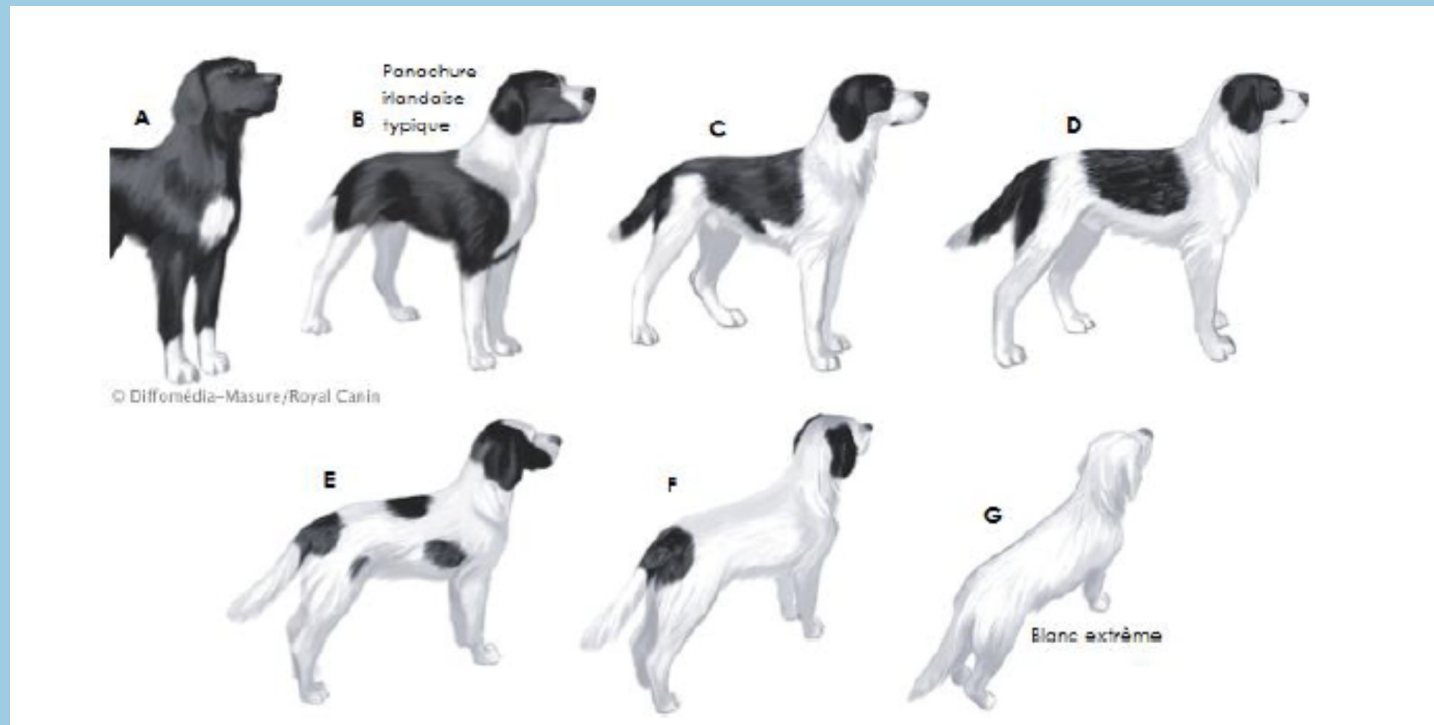 A
Panachure
irlandaise
typique
B
C
D
© Diffomédia-Masure/Royal Canin
E
F
G
Blanc extrême